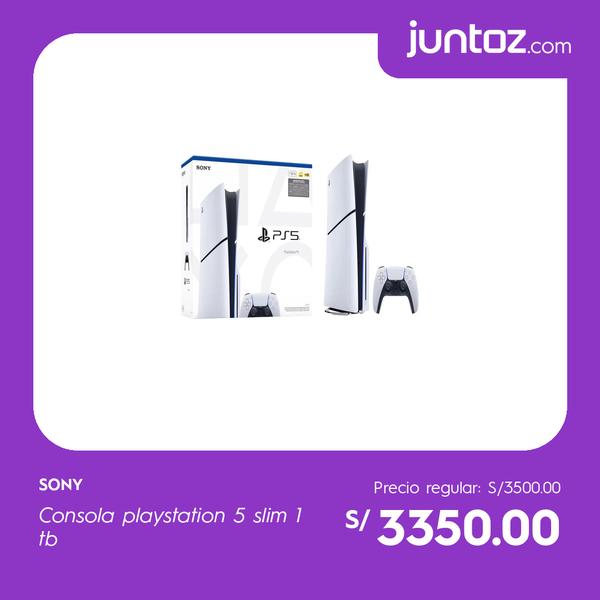 juntoz.com
SONY
PS5
SONY
Precio regular: S/3500.00
Consola playstation 5 slim 1
tb
S/ 3350.00